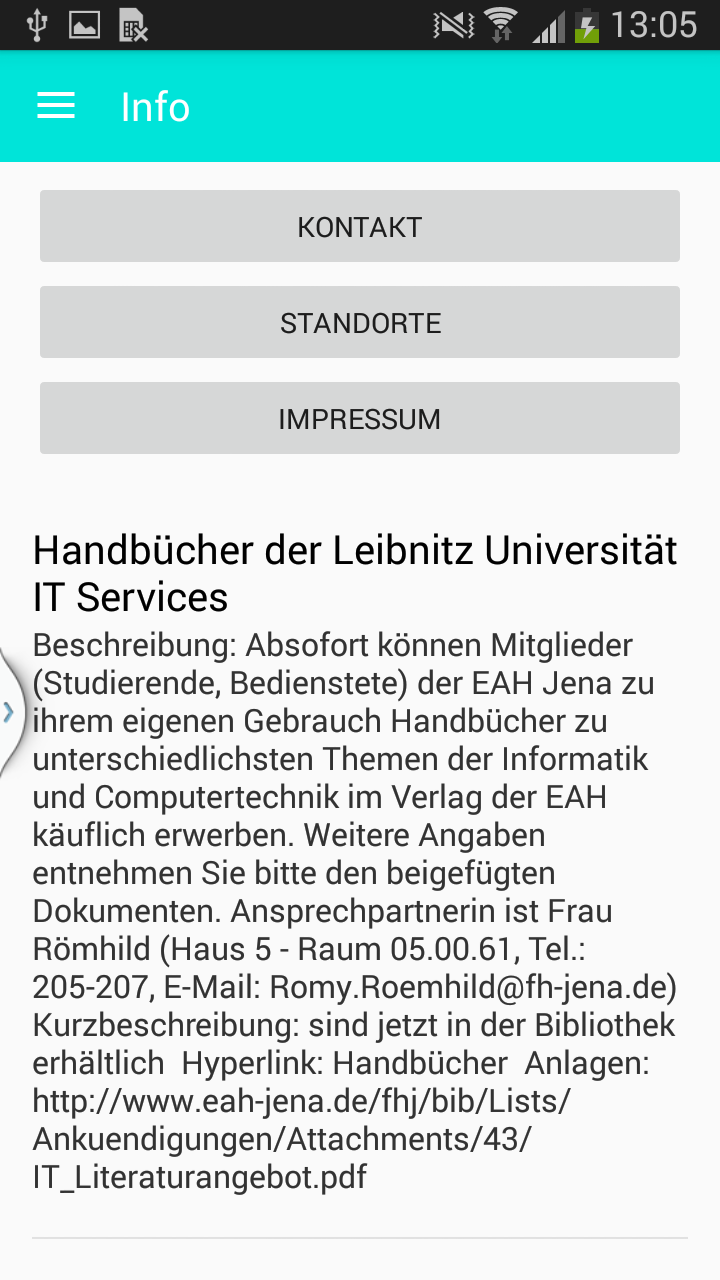 13:05
Info
KONTAKT
STANDORTE
IMPRESSUM
Handbücher der Leibnitz Universität
IT Services
Beschreibung: Absofort können Mitglieder
(Studierende, Bedienstete) der EAH Jena zu
ihrem eigenen Gebrauch Handbücher zu
unterschiedlichsten Themen der Informatik
und Computertechnik im Verlag der EAH
käuflich erwerben. Weitere Angaben
entnehmen Sie bitte den beigefügten
Dokumenten. Ansprechpartnerin ist Frau
Römhild (Haus 5 - Raum 05.00.61, Tel.:
205-207, E-Mail: Romy.Roemhild@fh-jena.de)
Kurzbeschreibung: sind jetzt in der Bibliothek
erhältlich  Hyperlink: Handbücher  Anlagen:
http://www.eah-jena.de/fhj/bib/Lists/
Ankuendigungen/Attachments/43/
IT_Literaturangebot.pdf